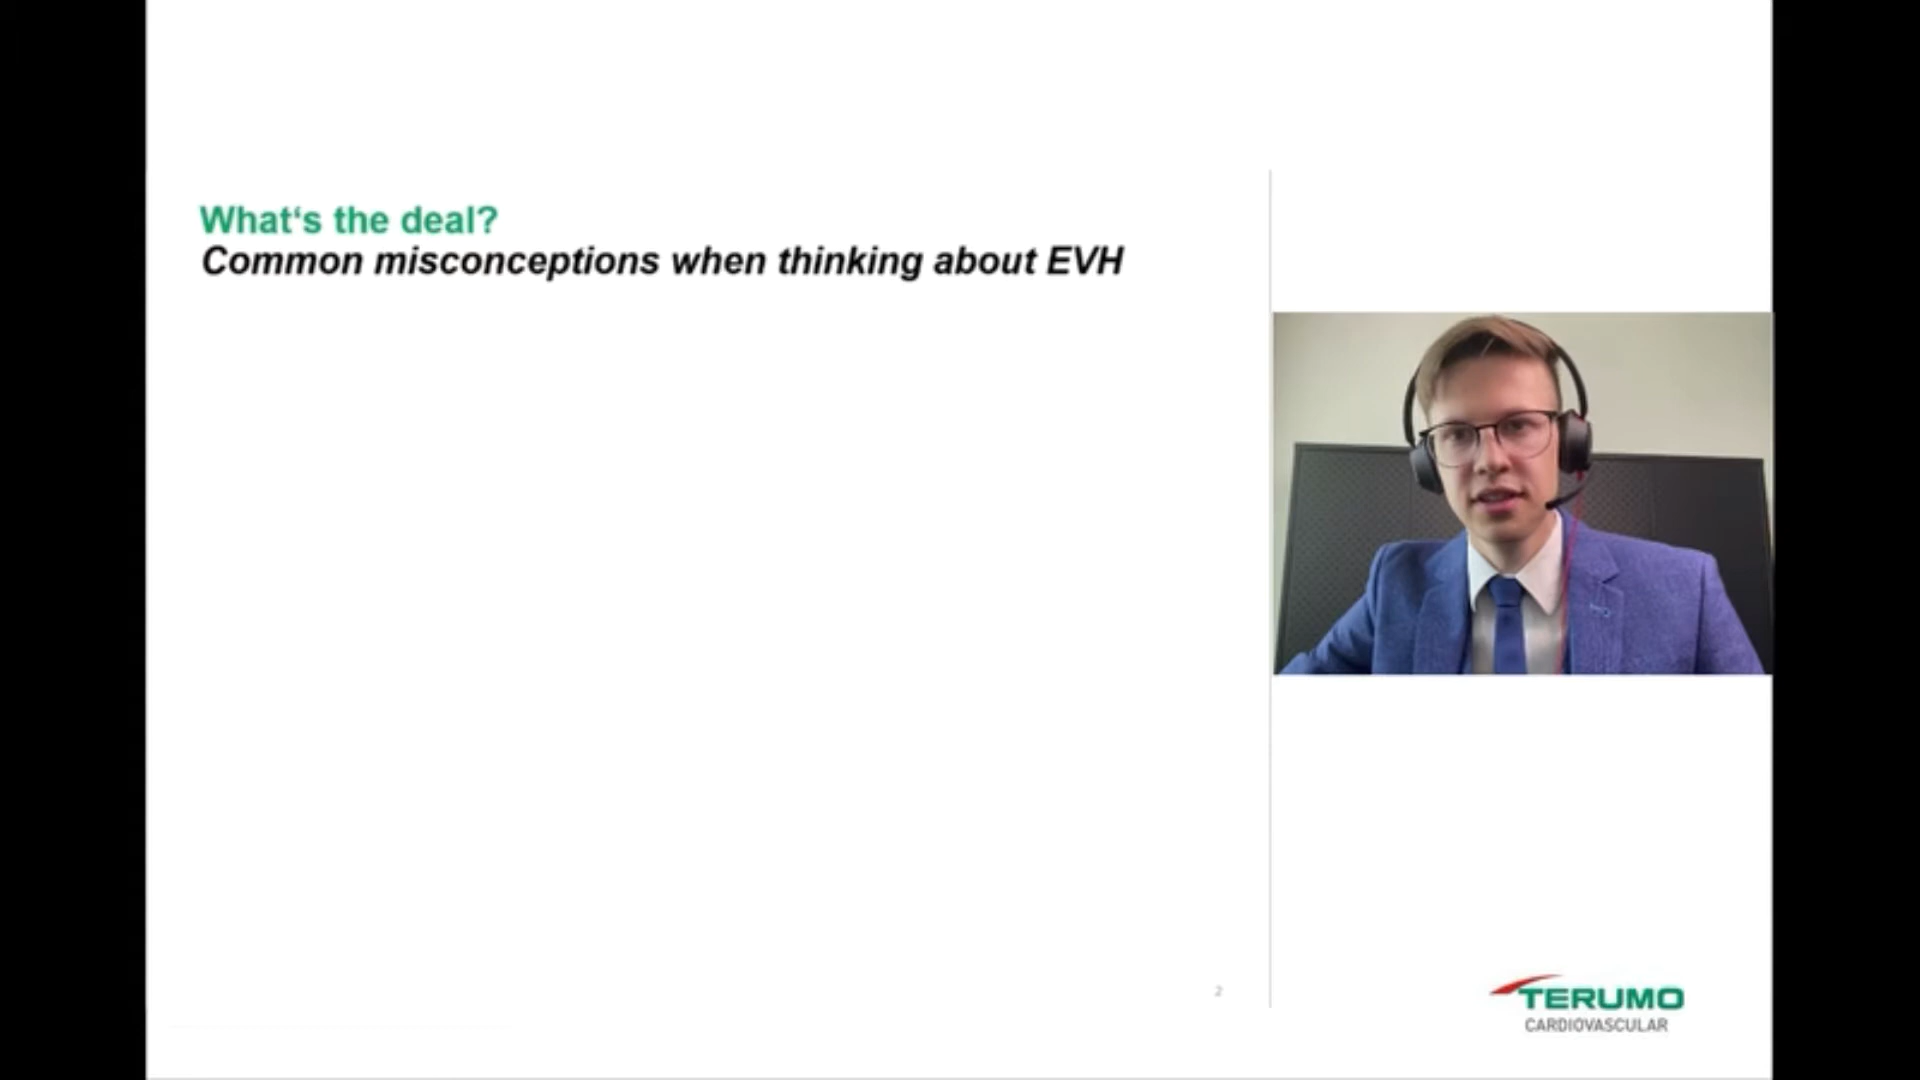 What‘s the deal?
Common misconceptions when thinking about EVH
2
TERUMO
CARDIOVASCULAR